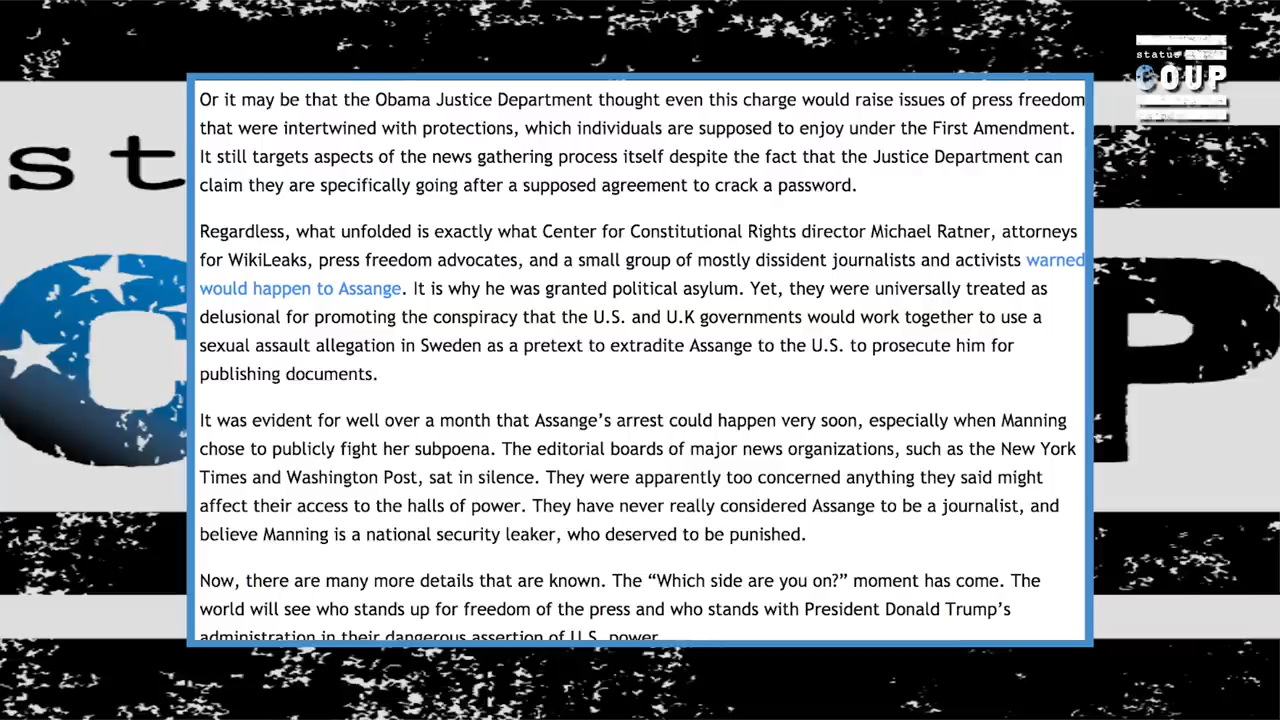 status
COUP
st
C
P
Or it may be that the Obama Justice Department thought even this charge would raise issues of press freedom
that were intertwined with protections, which individuals are supposed to enjoy under the First Amendment.
It still targets aspects of the news gathering process itself despite the fact that the Justice Department can
claim they are specifically going after a supposed agreement to crack a password.
Regardless, what unfolded is exactly what Center for Constitutional Rights director Michael Ratner, attorneys
for WikiLeaks, press freedom advocates, and a small group of mostly dissident journalists and activists warned
would happen to Assange. It is why he was granted political asylum. Yet, they were universally treated as
delusional for promoting the conspiracy that the U.S. and U.K governments would work together to use a
sexual assault allegation in Sweden as a pretext to extradite Assange to the U.S. to prosecute him for
publishing documents.
It was evident for well over a month that Assange’s arrest could happen very soon, especially when Manning
chose to publicly fight her subpoena. The editorial boards of major news organizations, such as the New York
Times and Washington Post, sat in silence. They were apparently too concerned anything they said might
affect their access to the halls of power. They have never really considered Assange to be a journalist, and
believe Manning is a national security leaker, who deserved to be punished.
Now, there are many more details that are known. The “Which side are you on?” moment has come. The
world will see who stands up for freedom of the press and who stands with President Donald Trump’s
administration in their dangerous assertion of U.S. power